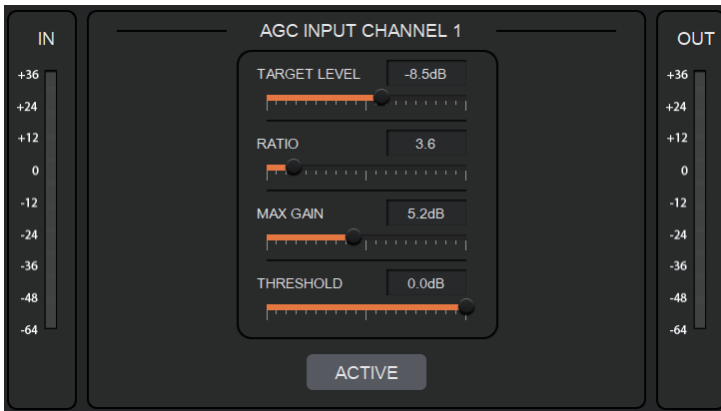 IN
+36
+24
+12
0
-12
-24
-36
-48
-64
AGC INPUT CHANNEL 1
TARGET LEVEL -8.5dB
RATIO 3.6
MAX GAIN 5.2dB
THRESHOLD 0.0dB
ACTIVE
OUT
+36
+24
+12
0
-12
-24
-36
-48
-64